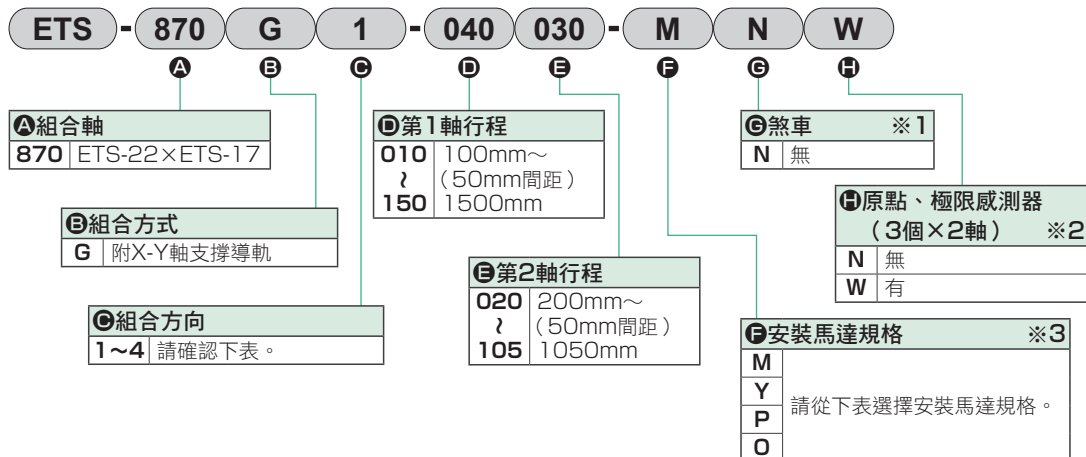 ETS - 870 G 1 - 040 030 - M N W
A B C D E F G H
A組合軸
870 ETS-22×ETS-17
B組合方式
G 附X-Y軸支撐導軌
C組合方向
1～4 請確認下表。
D第1軸行程
010 100mm～
～ （50mm間距）
150 1500mm
E第2軸行程
020 200mm～
～ （50mm間距）
105 1050mm
F安裝馬達規格 ※3
M
Y
P
O
請從下表選擇安裝馬達規格。
G煞車 ※1
N 無
H原點、極限感測器
（3個×2軸） ※2
N 無
W 有